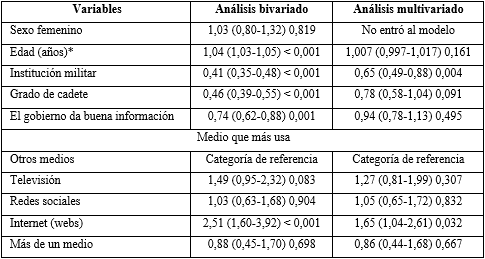 Variables Análisis bivariado Análisis multivariado
Sexo femenino 1,03 (0,80-1,32) 0,819 No entró al modelo
Edad (años)* 1,04 (1,03-1,05) < 0,001 1,007 (0,997-1,017) 0,161
Institución militar 0,41 (0,35-0,48) < 0,001 0,65 (0,49-0,88) 0,004
Grado de cadete 0,46 (0,39-0,55) < 0,001 0,78 (0,58-1,04) 0,091
El gobierno da buena información 0,74 (0,62-0,88) 0,001 0,94 (0,78-1,13) 0,495
Medio que más usa
Otros medios Categoría de referencia Categoría de referencia
Televisión 1,49 (0,95-2,32) 0,083 1,27 (0,81-1,99) 0,307
Redes sociales 1,03 (0,63-1,68) 0,904 1,05 (0,65-1,72) 0,832
Internet (webs) 2,51 (1,60-3,92) < 0,001 1,65 (1,04-2,61) 0,032
Más de un medio 0,88 (0,45-1,70) 0,698 0,86 (0,44-1,68) 0,667